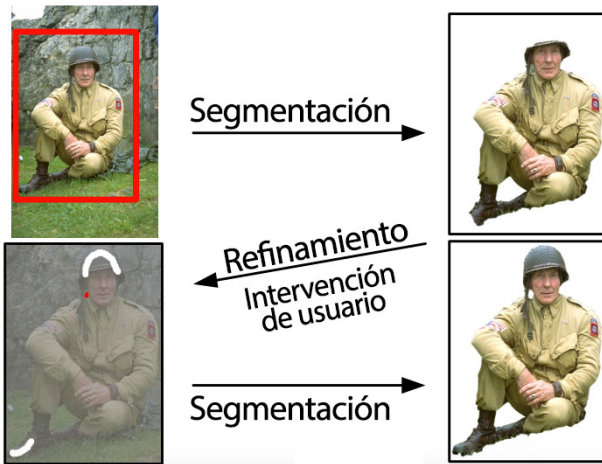 Segmentación
Refinamiento
Intervención
de usuario
Segmentación